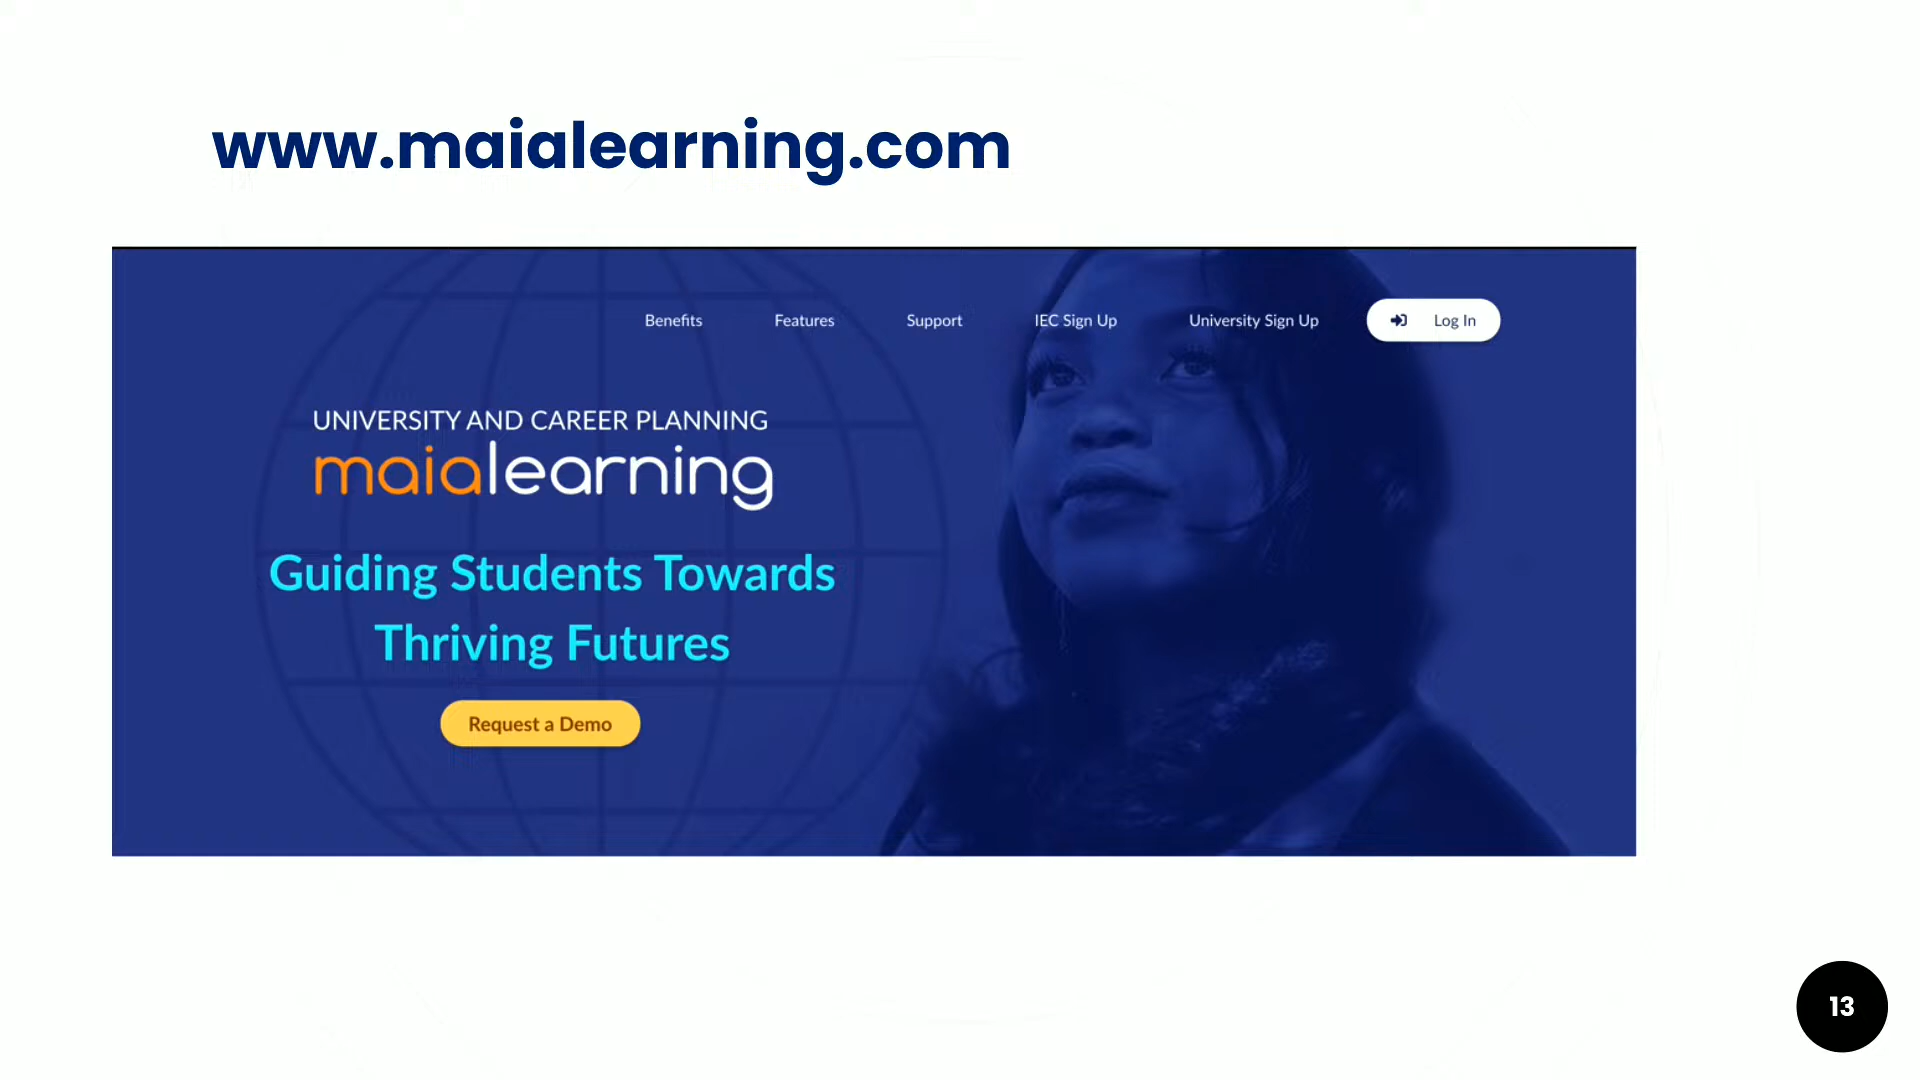 www.maialearning.com
Benefits Features Support IEC Sign Up University Sign Up Log In
UNIVERSITY AND CAREER PLANNING
maialearning
Guiding Students Towards
Thriving Futures
Request a Demo
13